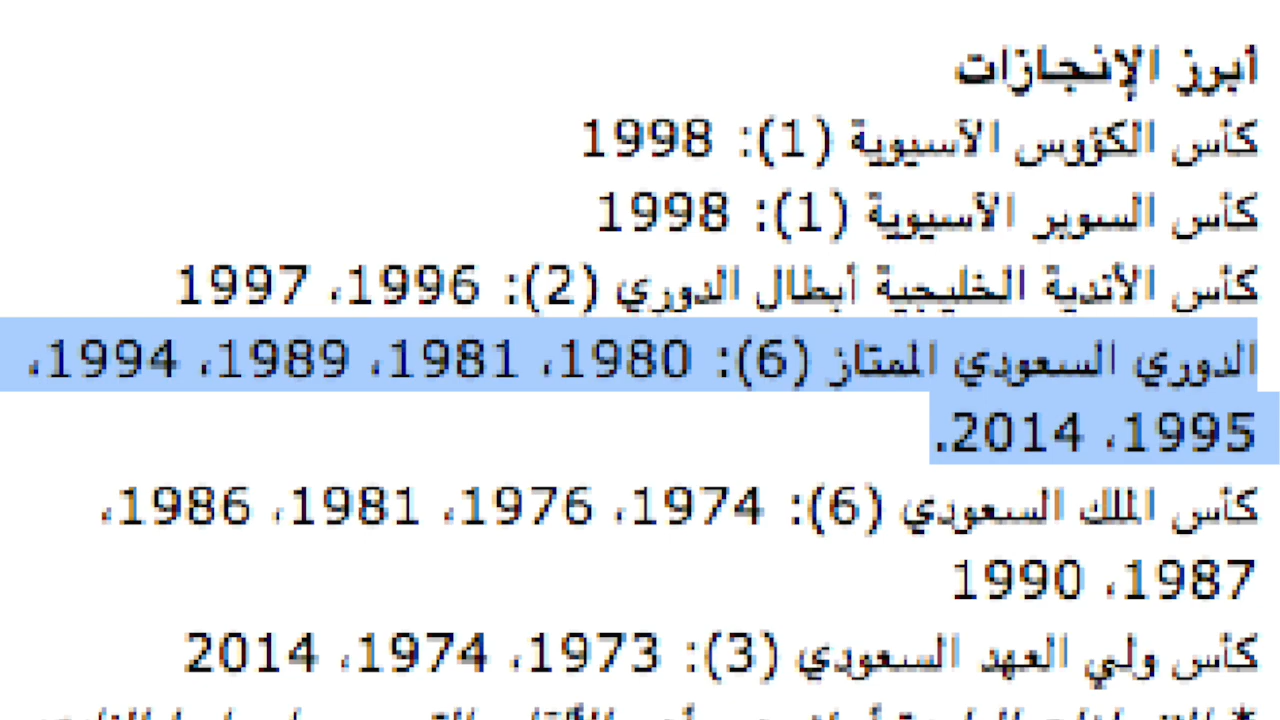 أبرز الإنجازات
كأس الكؤوس الآسيوية (1): 1998
كأس السوبر الآسيوية (1): 1998
كأس الأندية الخليجية أبطال الدوري (2): 1996، 1997
الدوري السعودي الممتاز (6): 1980، 1981، 1989، 1994،
1995، 2014.
كأس الملك السعودي (6): 1974، 1976، 1981، 1986،
1987، 1990
كأس ولي العهد السعودي (3): 1973، 1974، 2014